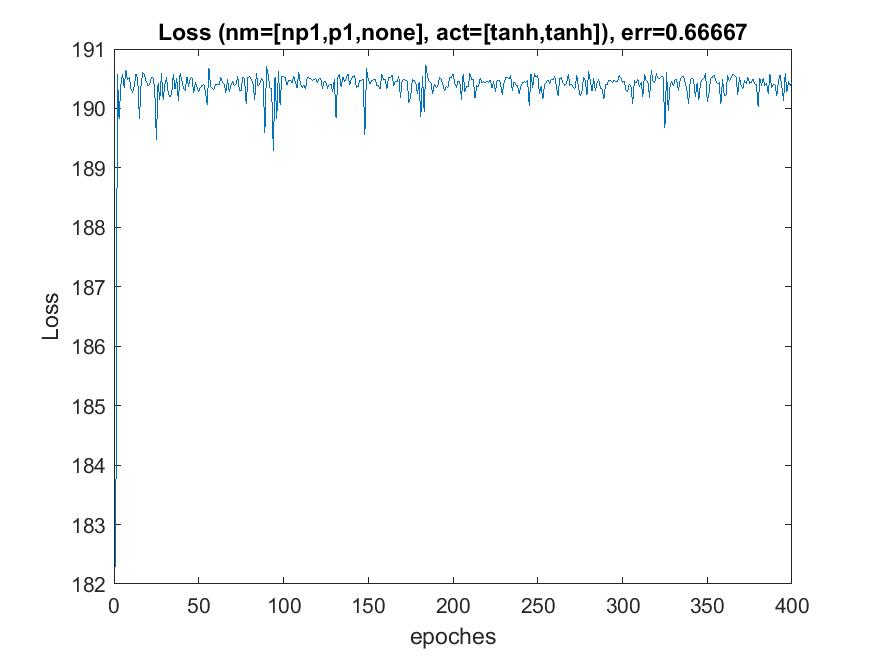 Loss (nm=[np1,p1,none], act=[tanh,tanh]), err=0.66667
191
190
189
188
187
186
185
184
183
182
Loss
0 50 100 150 200 250 300 350 400
epoches